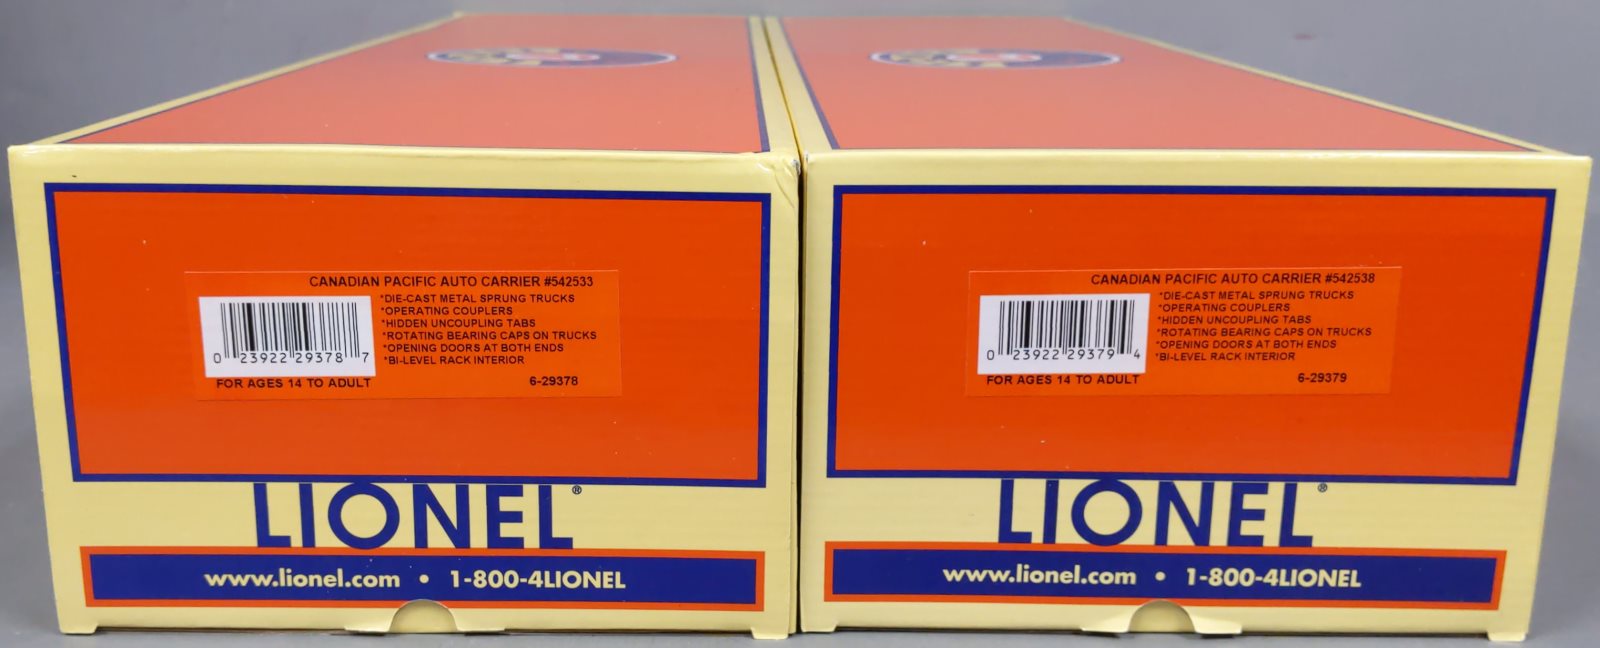 CANADIAN PACIFIC AUTO CARRIER #542533
*DIE-CAST METAL SPRUNG TRUCKS
*OPERATING COUPLERS
*HIDDEN UNCOUPLING TABS
*ROTATING BEARING CAPS ON TRUCKS
*OPENING DOORS AT BOTH ENDS
*BI-LEVEL RACK INTERIOR
0 23922 29378 7
FOR AGES 14 TO ADULT
6-29378
LIONEL®
www.lionel.com • 1-800-4LIONEL
CANADIAN PACIFIC AUTO CARRIER #542538
*DIE-CAST METAL SPRUNG TRUCKS
*OPERATING COUPLERS
*HIDDEN UNCOUPLING TABS
*ROTATING BEARING CAPS ON TRUCKS
*OPENING DOORS AT BOTH ENDS
*BI-LEVEL RACK INTERIOR
0 23922 29379 4
FOR AGES 14 TO ADULT
6-29379
LIONEL®
www.lionel.com • 1-800-4LIONEL